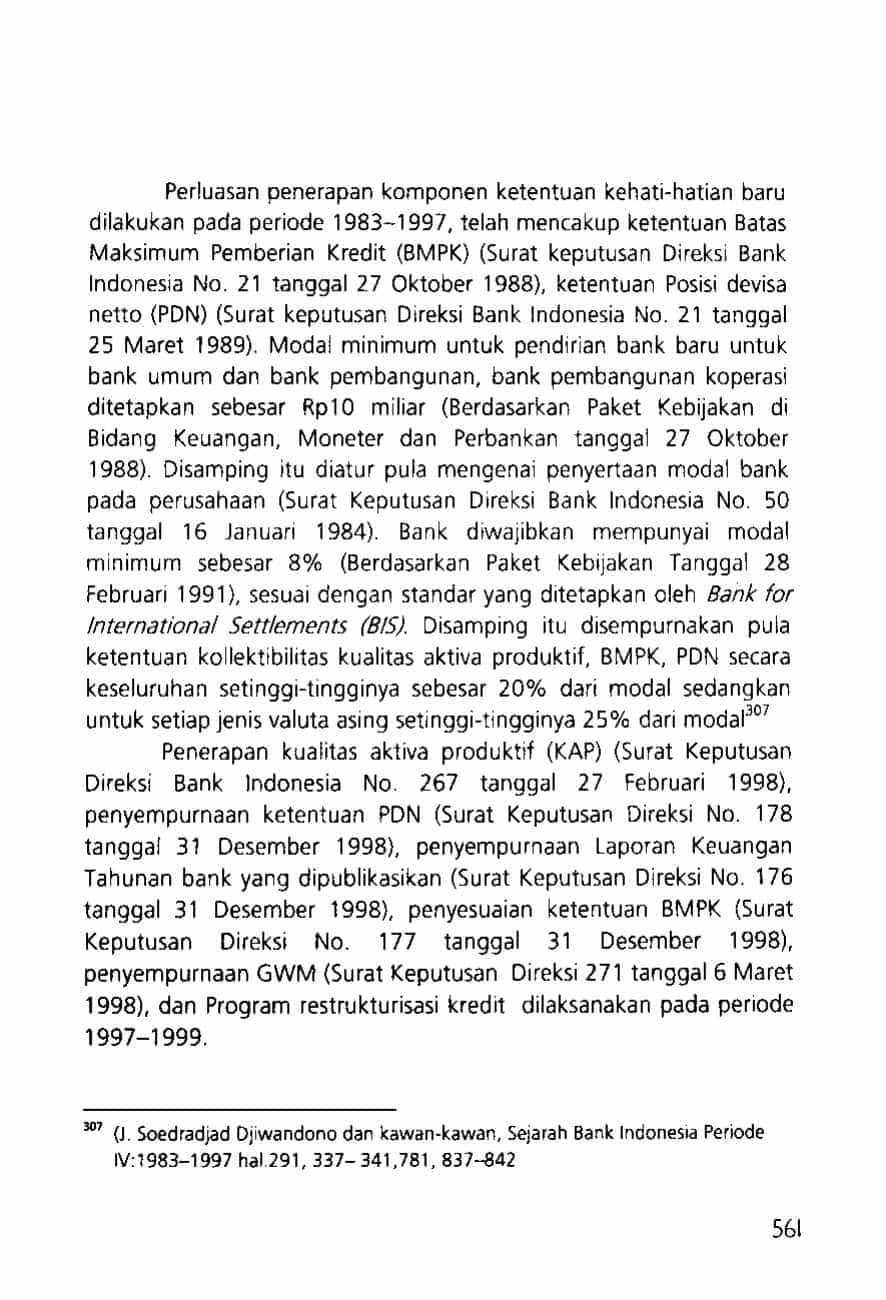 Perluasan penerapan komponen ketentuan kehati-hatian baru
dilakukan pada periode 1983–1997, telah mencakup ketentuan Batas
Maksimum Pemberian Kredit (BMPK) (Surat keputusan Direksi Bank
Indonesia No. 21 tanggal 27 Oktober 1988), ketentuan Posisi devisa
netto (PDN) (Surat keputusan Direksi Bank Indonesia No. 21 tanggal
25 Maret 1989). Modal minimum untuk pendirian bank baru untuk
bank umum dan bank pembangunan, bank pembangunan koperasi
ditetapkan sebesar Rp10 miliar (Berdasarkan Paket Kebijakan di
Bidang Keuangan, Moneter dan Perbankan tanggal 27 Oktober
1988). Disamping itu diatur pula mengenai penyertaan modal bank
pada perusahaan (Surat Keputusan Direksi Bank Indonesia No. 50
tanggal 16 Januari 1984). Bank diwajibkan mempunyai modal
minimum sebesar 8% (Berdasarkan Paket Kebijakan Tanggal 28
Februari 1991), sesuai dengan standar yang ditetapkan oleh Bank for
International Settlements (BIS). Disamping itu disempurnakan pula
ketentuan kollektibilitas kualitas aktiva produktif, BMPK, PDN secara
keseluruhan setinggi-tingginya sebesar 20% dari modal sedangkan
untuk setiap jenis valuta asing setinggi-tingginya 25% dari modal³⁰⁷
Penerapan kualitas aktiva produktif (KAP) (Surat Keputusan
Direksi Bank Indonesia No. 267 tanggal 27 Februari 1998),
penyempurnaan ketentuan PDN (Surat Keputusan Direksi No. 178
tanggal 31 Desember 1998), penyempurnaan Laporan Keuangan
Tahunan bank yang dipublikasikan (Surat Keputusan Direksi No. 176
tanggal 31 Desember 1998), penyesuaian ketentuan BMPK (Surat
Keputusan Direksi No. 177 tanggal 31 Desember 1998),
penyempurnaan GWM (Surat Keputusan Direksi 271 tanggal 6 Maret
1998), dan Program restrukturisasi kredit dilaksanakan pada periode
1997–1999.
³⁰⁷ (J. Soedradjad Djiwandono dan kawan-kawan, Sejarah Bank Indonesia Periode
IV:1983–1997 hal.291, 337– 341,781, 837–842
561